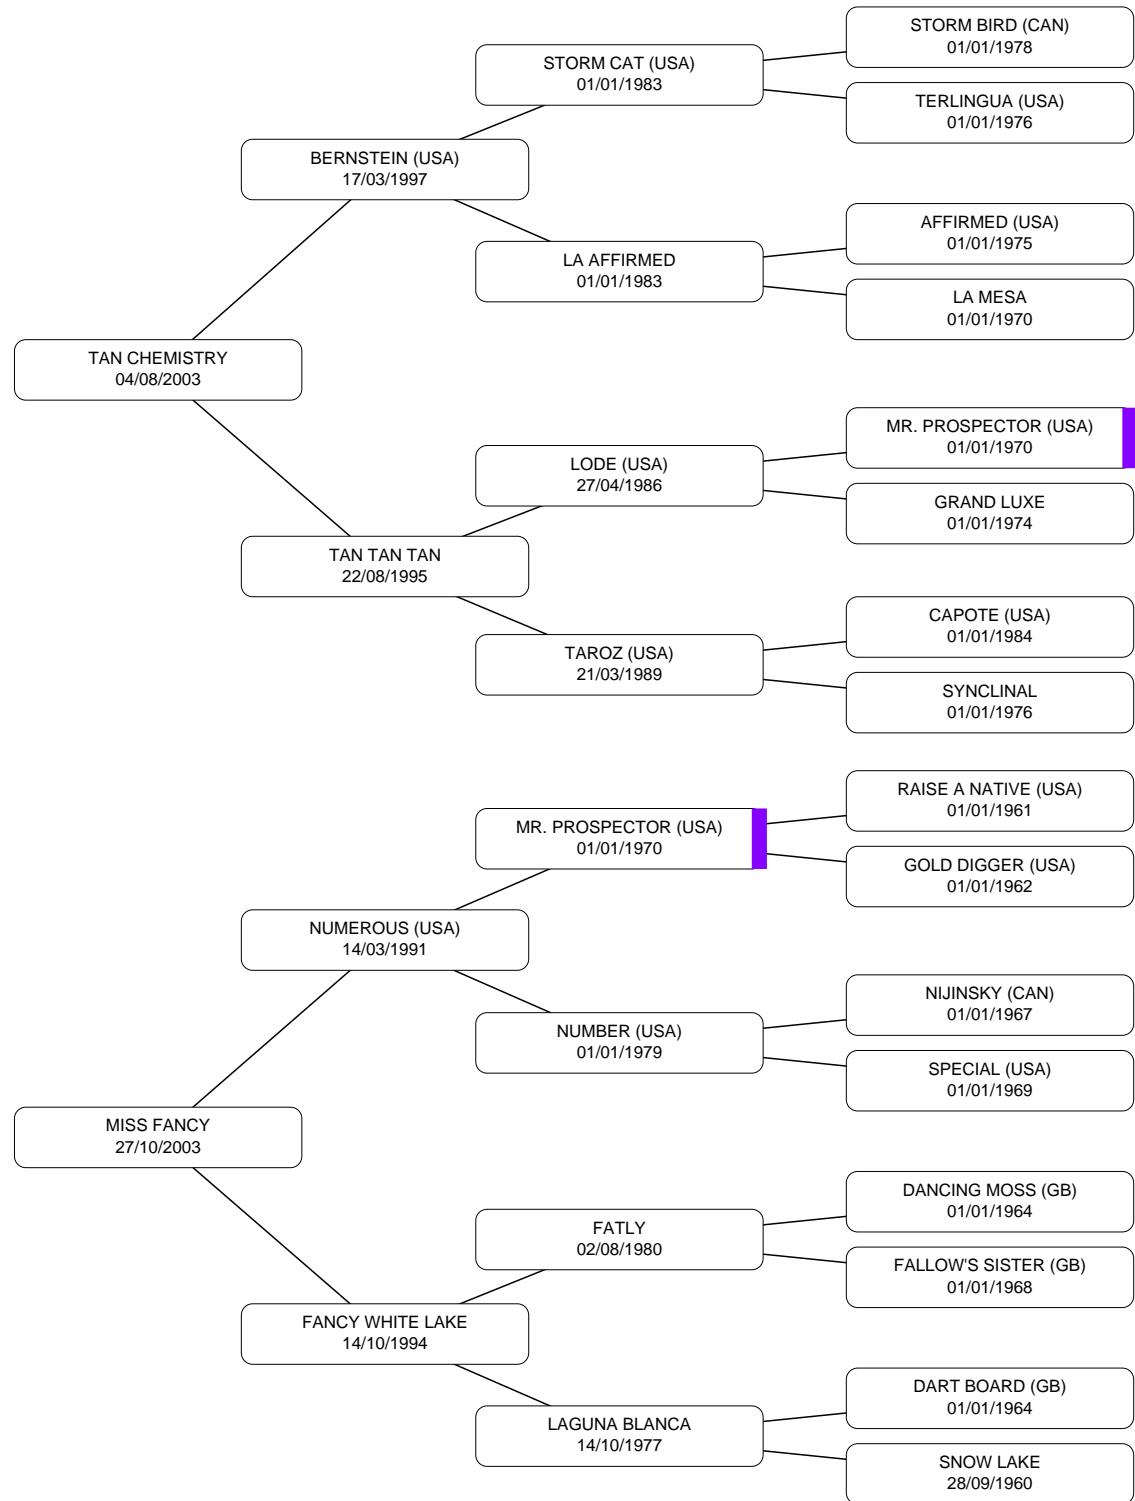 STORM BIRD (CAN)
01/01/1978
STORM CAT (USA)
01/01/1983
TERLINGUA (USA)
01/01/1976
BERNSTEIN (USA)
17/03/1997
AFFIRMED (USA)
01/01/1975
LA AFFIRMED
01/01/1983
LA MESA
01/01/1970
TAN CHEMISTRY
04/08/2003
MR. PROSPECTOR (USA)
01/01/1970
LODE (USA)
27/04/1986
GRAND LUXE
01/01/1974
TAN TAN TAN
22/08/1995
CAPOTE (USA)
01/01/1984
TAROZ (USA)
21/03/1989
SYNCLINAL
01/01/1976
RAISE A NATIVE (USA)
01/01/1961
MR. PROSPECTOR (USA)
01/01/1970
GOLD DIGGER (USA)
01/01/1962
NUMEROUS (USA)
14/03/1991
NIJINSKY (CAN)
01/01/1967
NUMBER (USA)
01/01/1979
SPECIAL (USA)
01/01/1969
MISS FANCY
27/10/2003
DANCING MOSS (GB)
01/01/1964
FATLY
02/08/1980
FALLOW'S SISTER (GB)
01/01/1968
FANCY WHITE LAKE
14/10/1994
DART BOARD (GB)
01/01/1964
LAGUNA BLANCA
14/10/1977
SNOW LAKE
28/09/1960